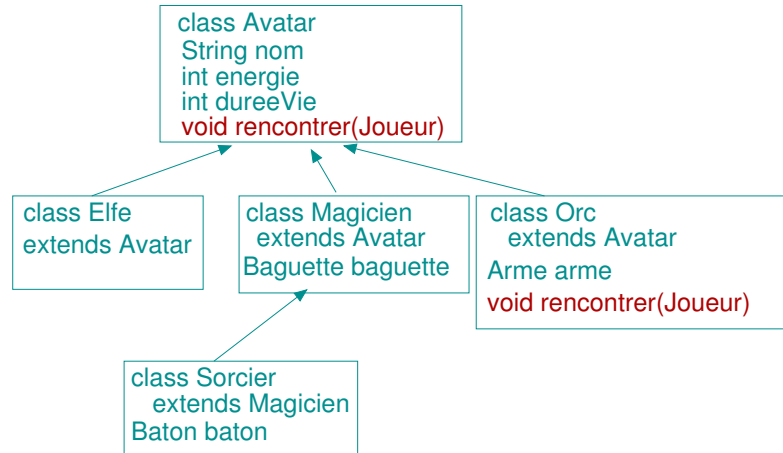 class Avatar
String nom
int energie
int dureeVie
void rencontrer(Joueur)
class Elfe
extends Avatar
class Magicien
extends Avatar
Baguette baguette
class Orc
extends Avatar
Arme arme
void rencontrer(Joueur)
class Sorcier
extends Magicien
Baton baton